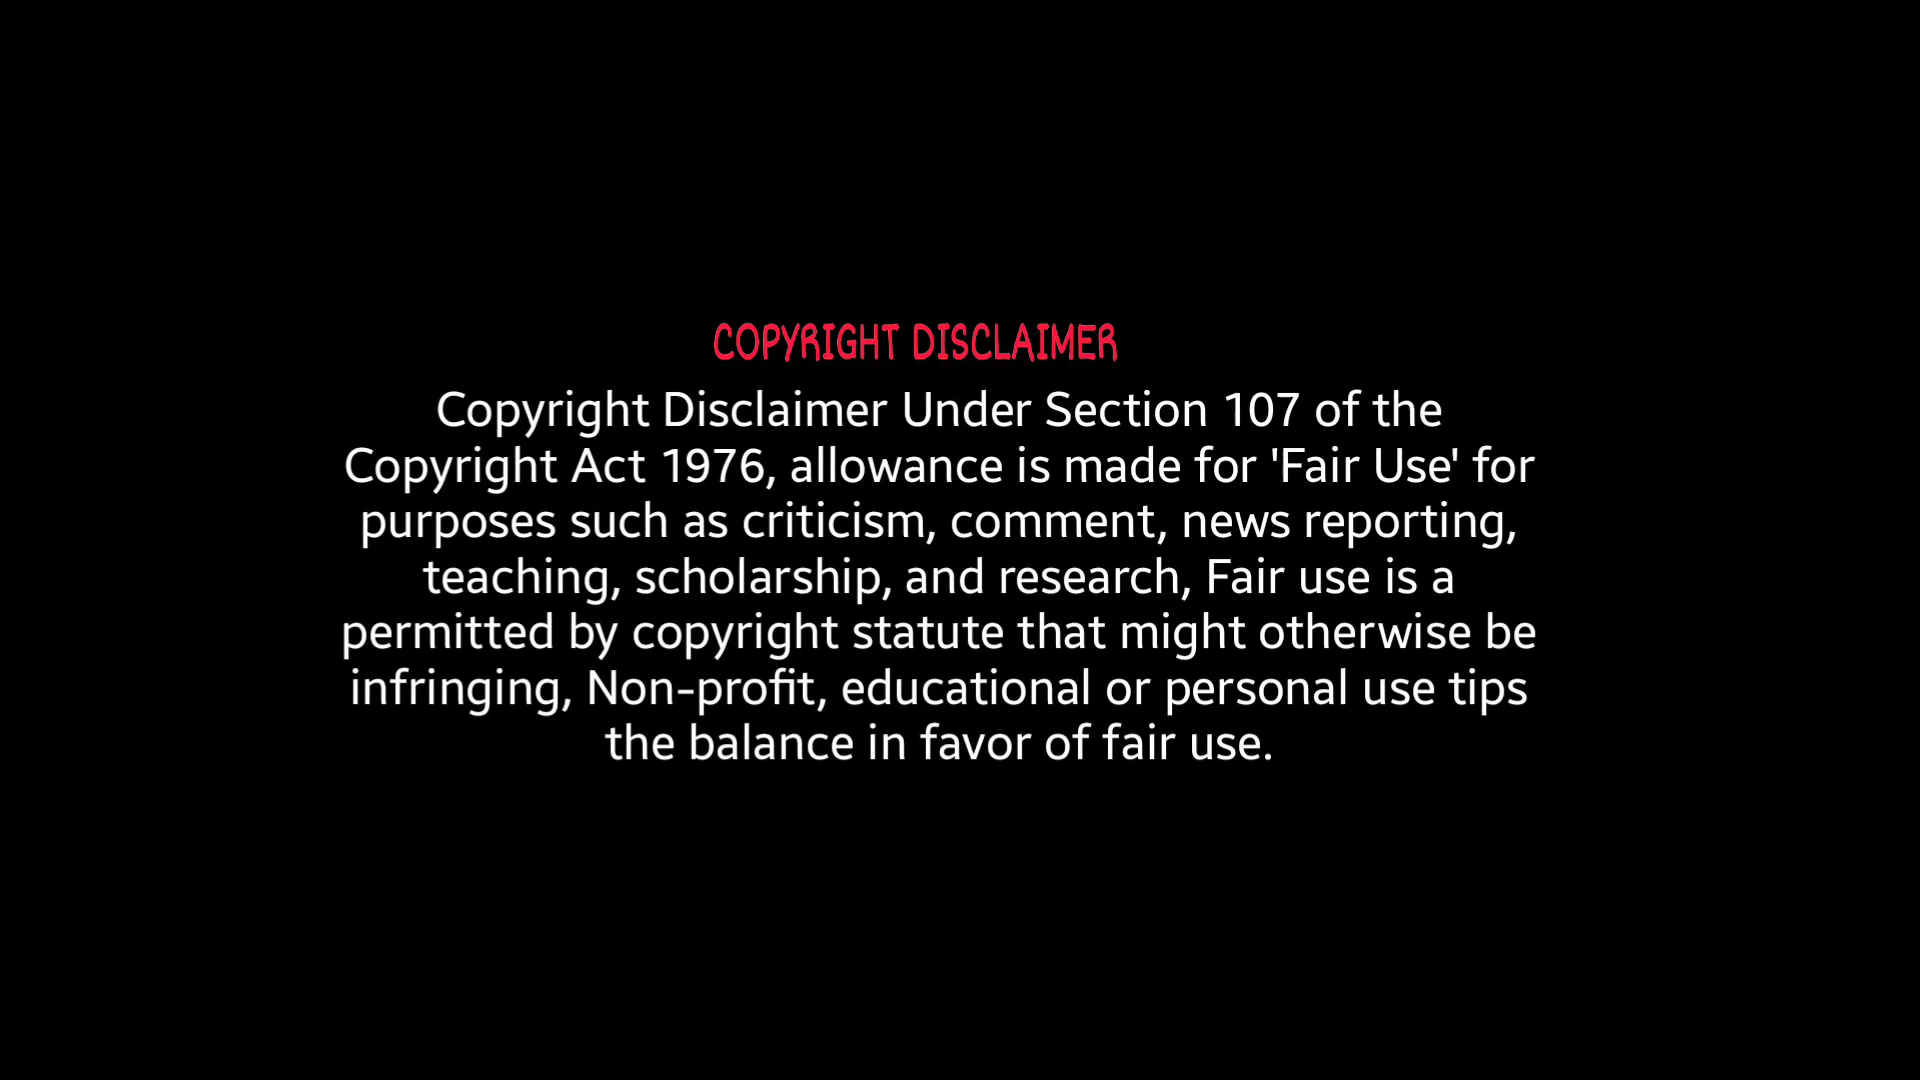 COPYRIGHT DISCLAIMER
Copyright Disclaimer Under Section 107 of the
Copyright Act 1976, allowance is made for 'Fair Use' for
purposes such as criticism, comment, news reporting,
teaching, scholarship, and research, Fair use is a
permitted by copyright statute that might otherwise be
infringing, Non-profit, educational or personal use tips
the balance in favor of fair use.